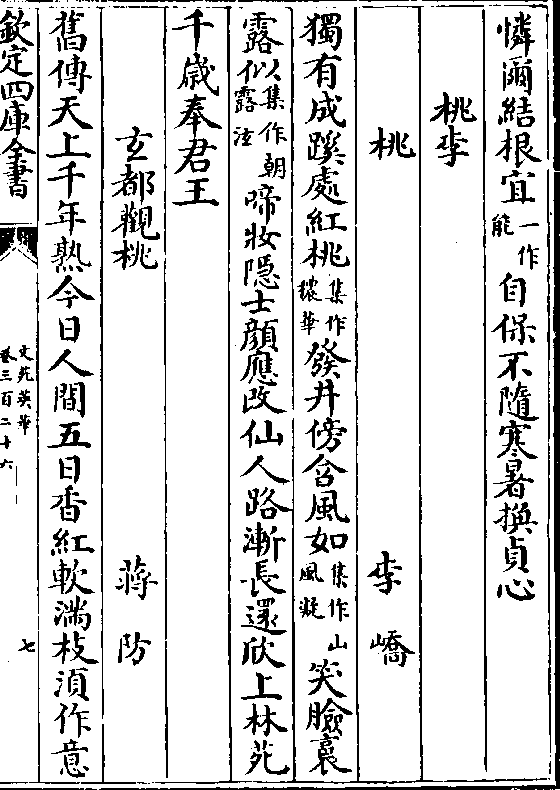 憐爾結根宜一作能自保不隨寒暑換貞心
桃李
桃 李嶠
獨有成蹊處紅桃集作穠華發井傍含風如集作山風凝笑臉裛
露似集作朝露泫啼妝隱士顔應改仙人路漸長還欣上林苑
千歲奉君王
玄都觀桃 蔣防
舊傳天上千年熟今日人間五日香紅軟滿枝湏作意
欽定四庫全書
文苑英華
卷三百二十六
七